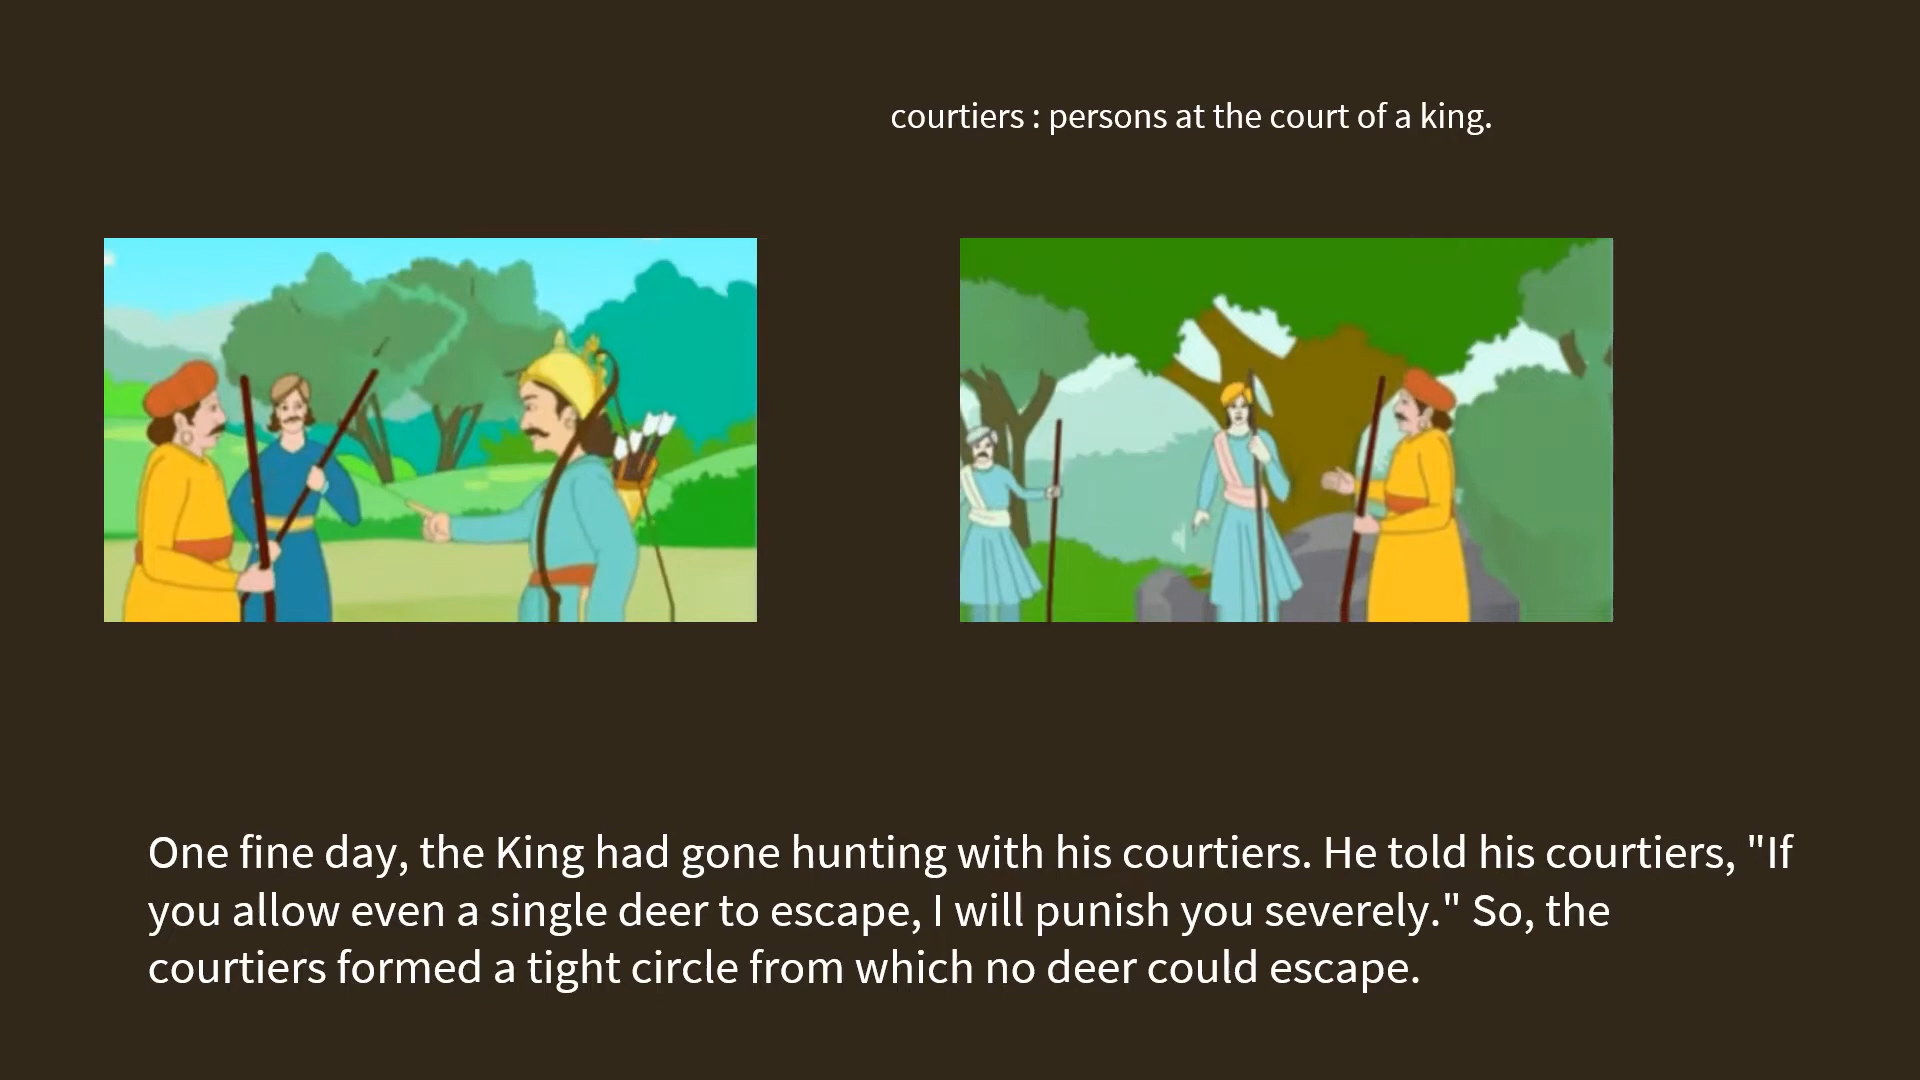 courtiers : persons at the court of a king.
One fine day, the King had gone hunting with his courtiers. He told his courtiers, "If
you allow even a single deer to escape, I will punish you severely." So, the
courtiers formed a tight circle from which no deer could escape.